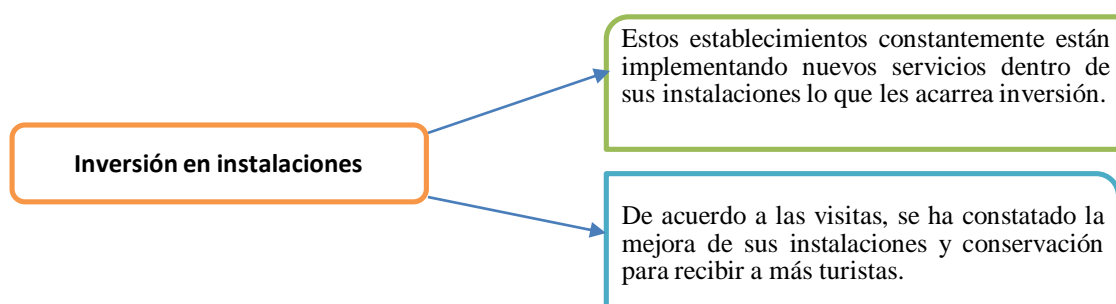 Estos establecimientos constantemente están
implementando nuevos servicios dentro de
sus instalaciones lo que les acarrea inversión.
Inversión en instalaciones
De acuerdo a las visitas, se ha constatado la
mejora de sus instalaciones y conservación
para recibir a más turistas.